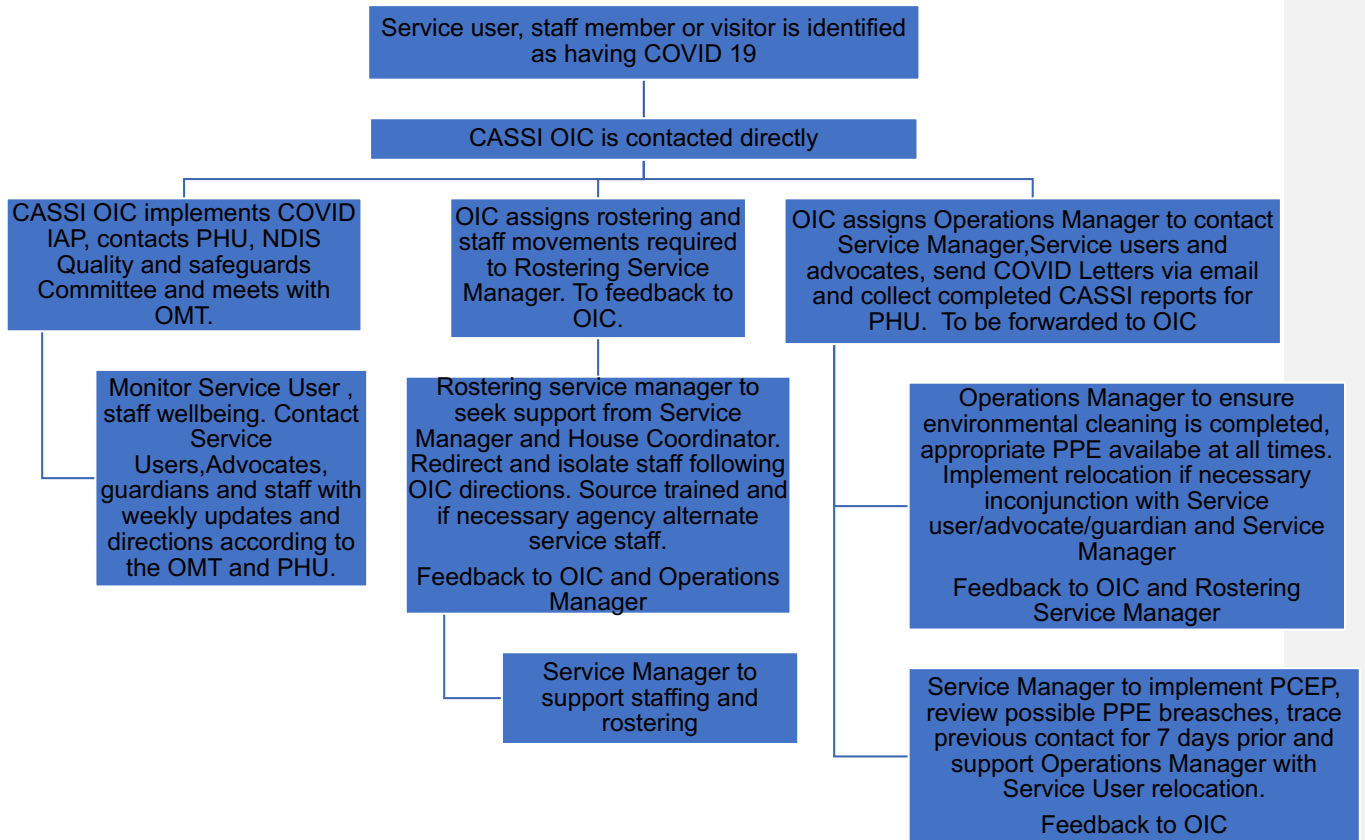 Service user, staff member or visitor is identified
as having COVID 19
CASSI OIC is contacted directly
CASSI OIC implements COVID
IAP, contacts PHU, NDIS
Quality and safeguards
Committee and meets with
OMT.
Monitor Service User ,
staff wellbeing. Contact
Service
Users,Advocates,
guardians and staff with
weekly updates and
directions according to
the OMT and PHU.
OIC assigns rostering and
staff movements required
to Rostering Service
Manager. To feedback to
OIC.
Rostering service manager to
seek support from Service
Manager and House Coordinator.
Redirect and isolate staff following
OIC directions. Source trained and
if necessary agency alternate
service staff.
Feedback to OIC and Operations
Manager
Service Manager to
support staffing and
rostering
OIC assigns Operations Manager to contact
Service Manager,Service users and
advocates, send COVID Letters via email
and collect completed CASSI reports for
PHU. To be forwarded to OIC
Operations Manager to ensure
environmental cleaning is completed,
appropriate PPE availabe at all times.
Implement relocation if necessary
inconjunction with Service
user/advocate/guardian and Service
Manager
Feedback to OIC and Rostering
Service Manager
Service Manager to implement PCEP,
review possible PPE breasches, trace
previous contact for 7 days prior and
support Operations Manager with
Service User relocation.
Feedback to OIC